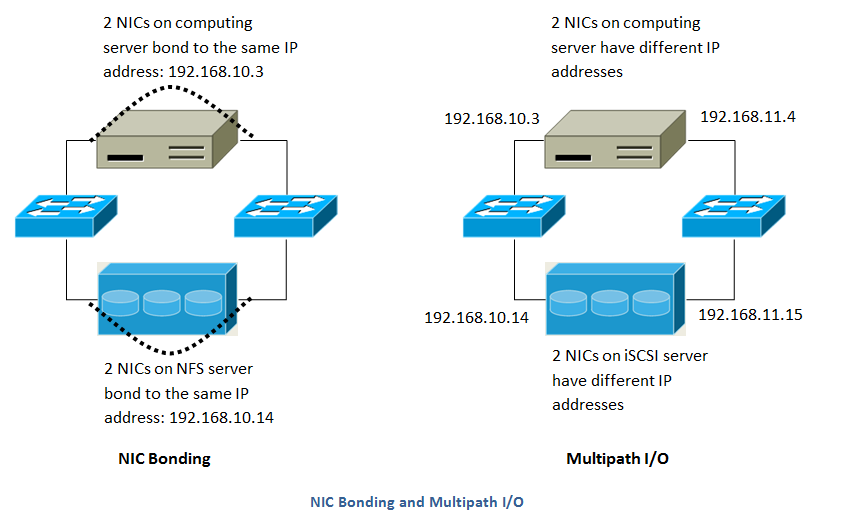 2 NICs on computing
server bond to the same IP
address: 192.168.10.3
2 NICs on computing
server have different IP
addresses
192.168.10.3
192.168.11.4
192.168.10.14
192.168.11.15
2 NICs on NFS server
bond to the same IP
address: 192.168.10.14
2 NICs on iSCSI server
have different IP
addresses
NIC Bonding
Multipath I/O
NIC Bonding and Multipath I/O